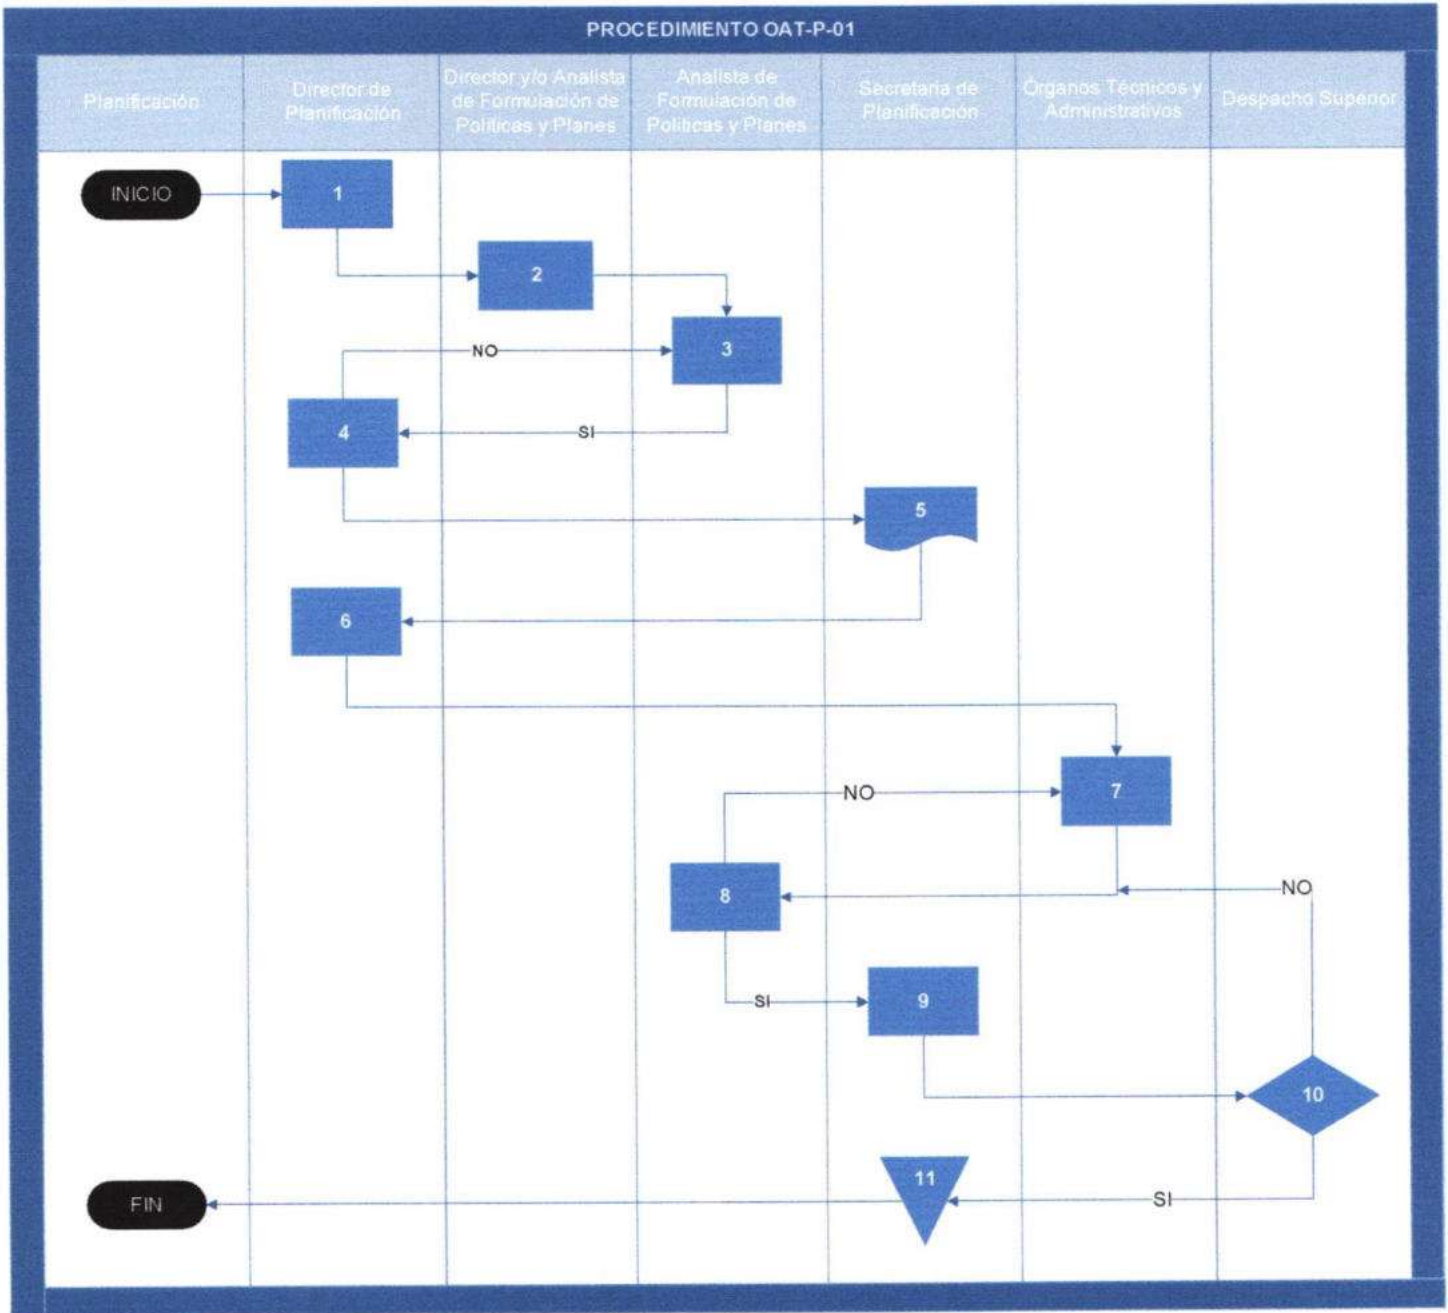 PROCEDIMIENTO OAT-P-01
Planificación
Director de
Planificación
Director y/o Analista
de Formulación de
Políticas y Planes
Analista de
Formulación de
Políticas y Planes
Secretaria de
Planificación
Órganos Técnicos y
Administrativos
Despacho Superior
INICIO
1
2
NO
3
4
SI
5
6
NO
7
8
NO
SI
9
10
11
FIN
SI